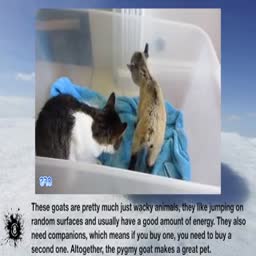 These goats are pretty much just wacky animals, they like jumping on
random surfaces and usually have a good amount of energy. They also
need companions, which means if you buy one, you need to buy a
second one. Altogether, the pygmy goat makes a great pet.